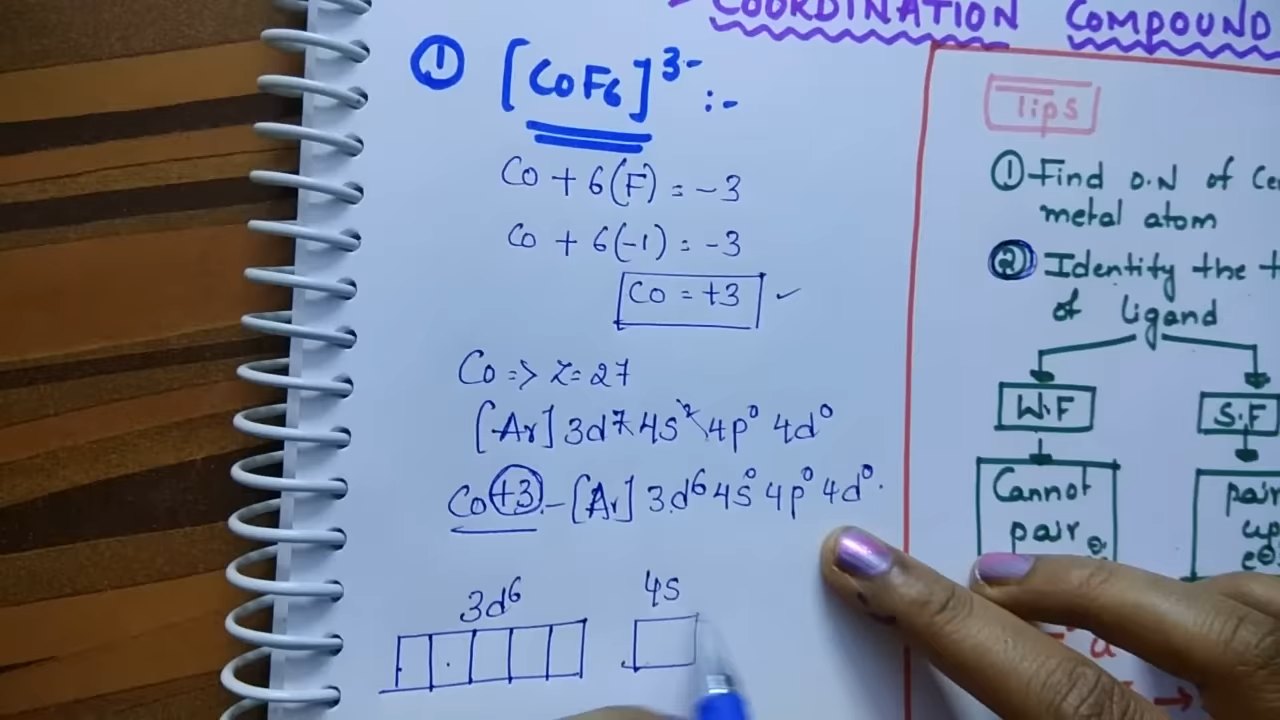 COORDINATION COMPOUND
① [CoF6]³⁻ :-
Co + 6(F) = -3
Co + 6(-1) = -3
Co = +3 ✓
Co => Z=27
[Ar] 3d⁷ 4s² 4p⁰ 4d⁰
Co +3 - [Ar] 3d⁶ 4s⁰ 4p⁰ 4d⁰.
3d⁶ 4s
Tips
① Find O.N of
metal atom
② Identify the
of ligand
W.F S.F
Cannot
pair e⊖
pair
up
e⊖